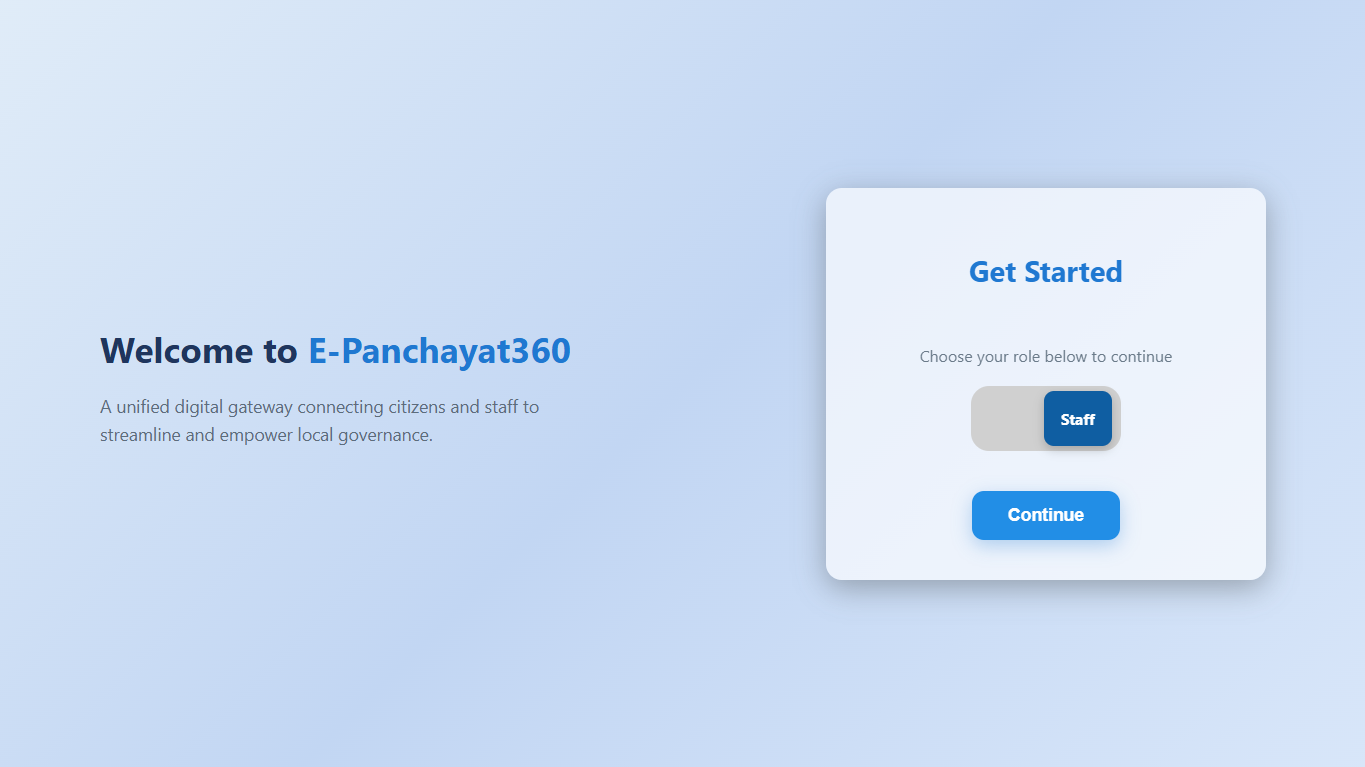 Welcome to E-Panchayat360
A unified digital gateway connecting citizens and staff to
streamline and empower local governance.
Get Started
Choose your role below to continue
Staff
Continue